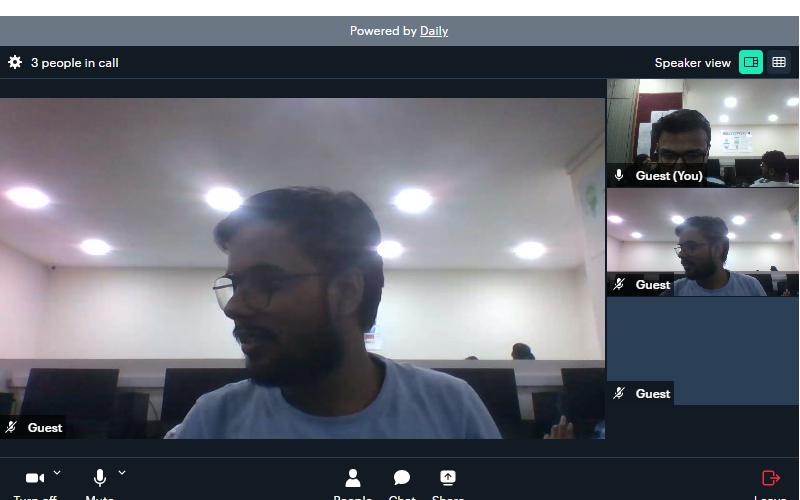 Powered by Daily
3 people in call
Speaker view
Guest (You)
Guest
Guest
Guest
Turn off
Mute
People
Chat
Share
Leave